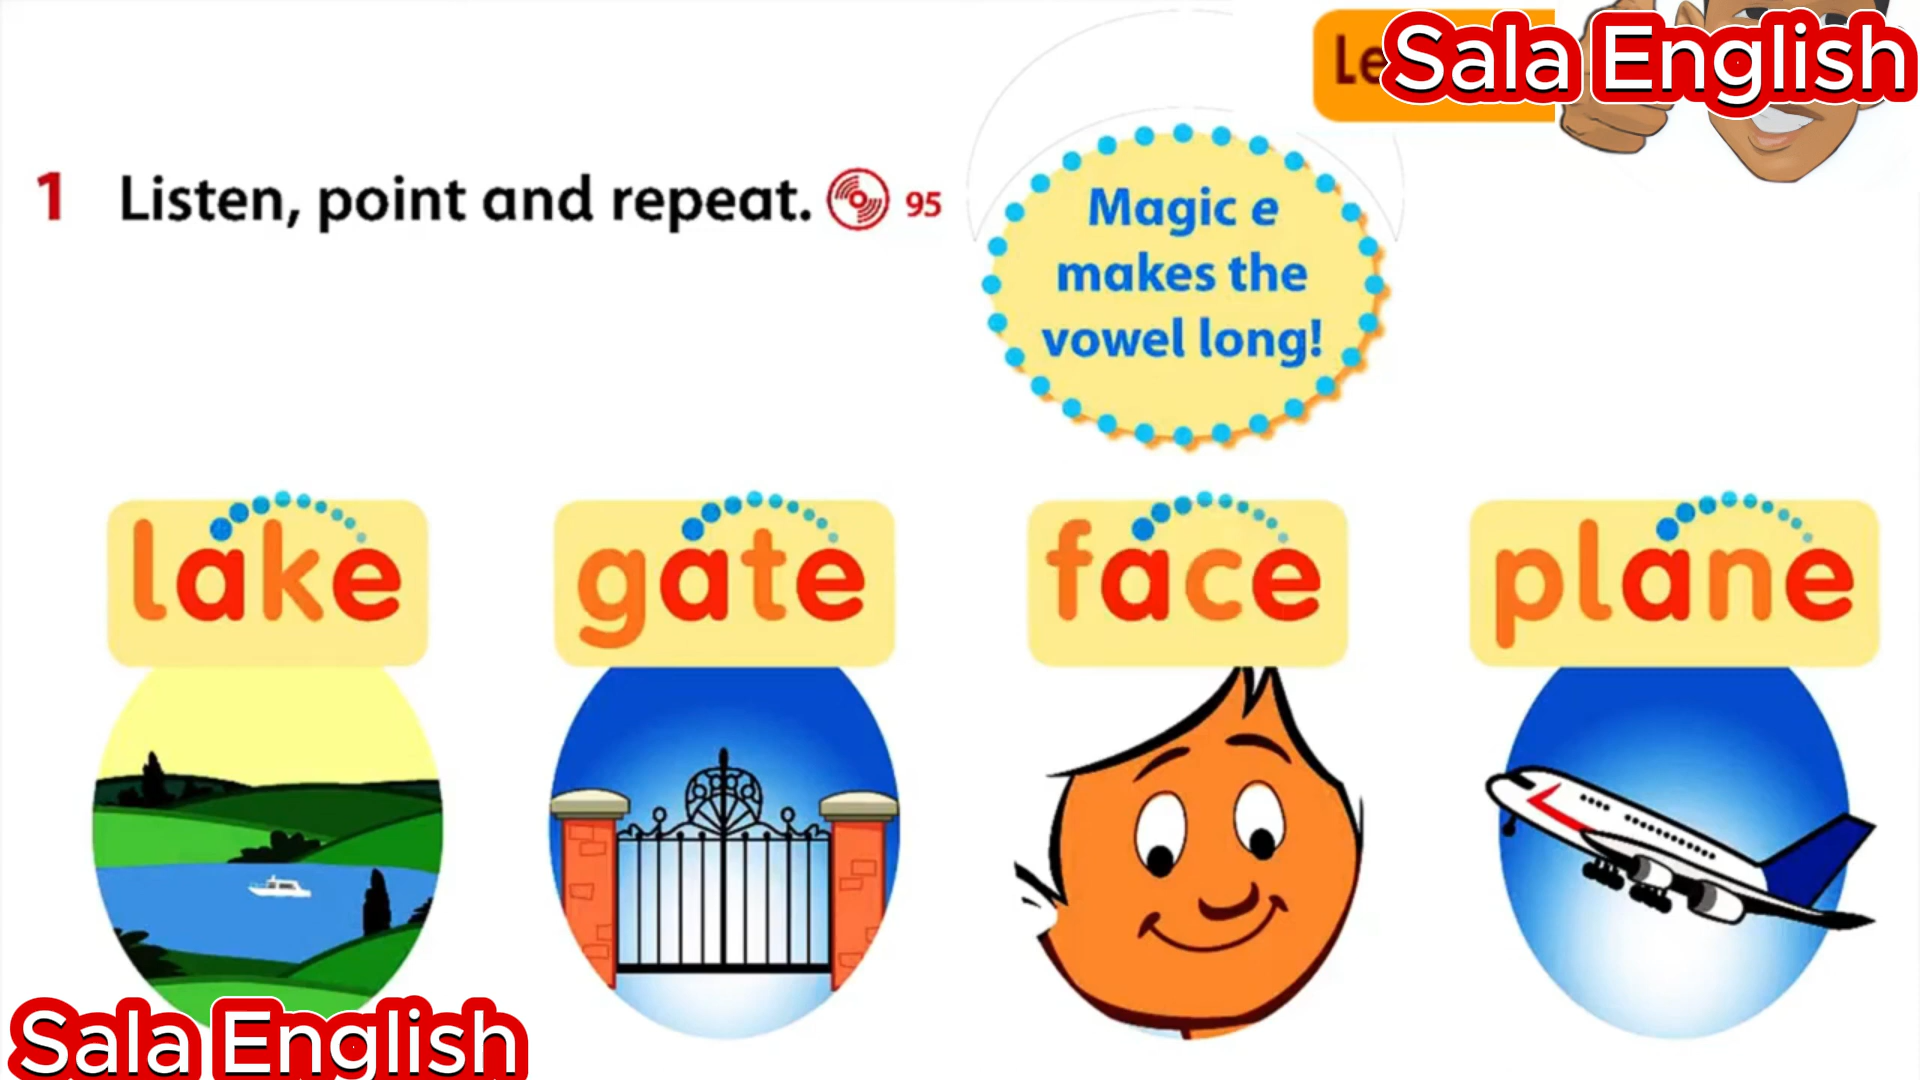 Sala English
1 Listen, point and repeat. 95
Magic e
makes the
vowel long!
lake
gate
face
plane
Sala English